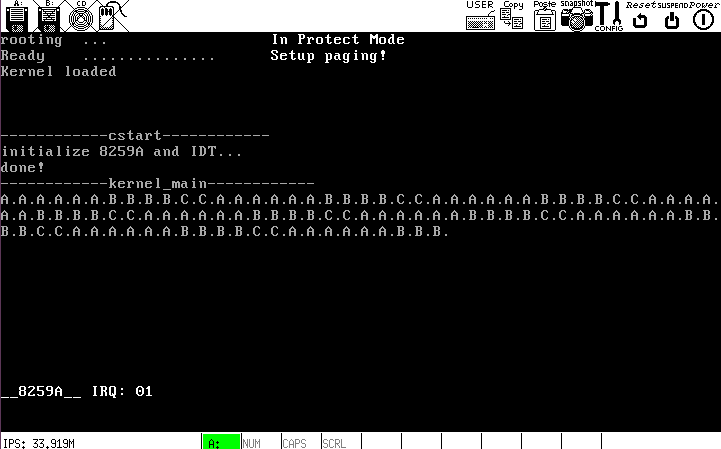 A:
B:
CD
USER
Copy
Paste
snapshot
CONFIG
Reset
SUSPEND
Power
rooting ... In Protect Mode
Ready ............... Setup paging!
Kernel loaded
------------cstart------------
initialize 8259A and IDT...
done!
------------kernel_main------------
A.A.A.A.A.A.B.B.B.B.C.C.A.A.A.A.A.A.B.B.B.B.C.C.A.A.A.A.A.A.B.B.B.B.C.C.A.A.A.A.
A.A.B.B.B.B.C.C.A.A.A.A.A.A.B.B.B.B.C.C.A.A.A.A.A.A.B.B.B.B.C.C.A.A.A.A.A.A.B.B.
B.B.C.C.A.A.A.A.A.A.B.B.B.B.C.C.A.A.A.A.A.A.B.B.B.
__8259A__ IRQ: 01
IPS: 33,919M A: NUM CAPS SCRL